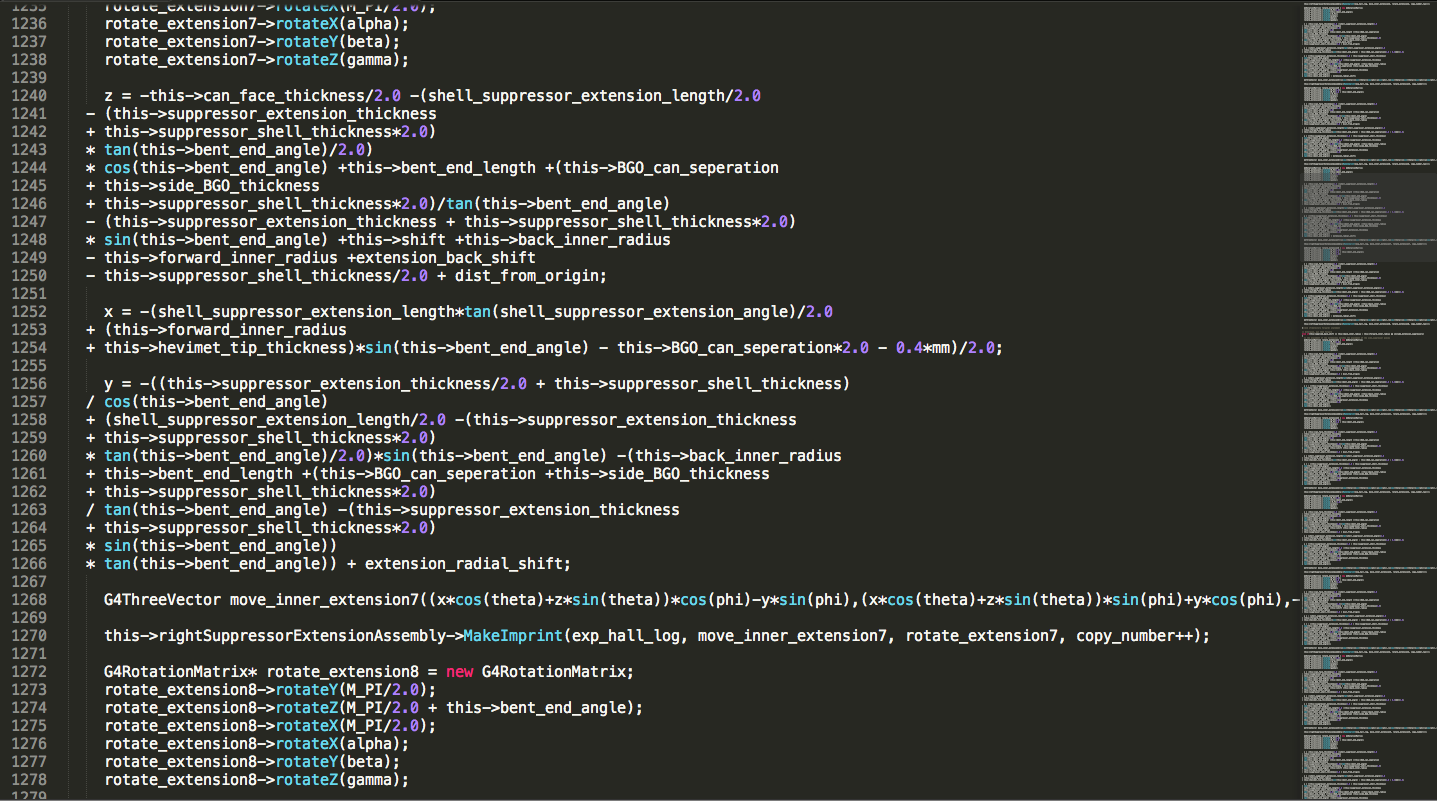 1235 rotate_extension7->rotateX(M_PI/2.0);
1236 rotate_extension7->rotateX(alpha);
1237 rotate_extension7->rotateY(beta);
1238 rotate_extension7->rotateZ(gamma);
1239
1240 z = -this->can_face_thickness/2.0 -(shell_suppressor_extension_length/2.0
1241 - (this->suppressor_extension_thickness
1242 + this->suppressor_shell_thickness*2.0)
1243 * tan(this->bent_end_angle)/2.0)
1244 * cos(this->bent_end_angle) +this->bent_end_length +(this->BGO_can_seperation
1245 + this->side_BGO_thickness
1246 + this->suppressor_shell_thickness*2.0)/tan(this->bent_end_angle)
1247 - (this->suppressor_extension_thickness + this->suppressor_shell_thickness*2.0)
1248 * sin(this->bent_end_angle) +this->shift +this->back_inner_radius
1249 - this->forward_inner_radius +extension_back_shift
1250 - this->suppressor_shell_thickness/2.0 + dist_from_origin;
1251
1252 x = -(shell_suppressor_extension_length*tan(shell_suppressor_extension_angle)/2.0
1253 + (this->forward_inner_radius
1254 + this->hevimet_tip_thickness)*sin(this->bent_end_angle) - this->BGO_can_seperation*2.0 - 0.4*mm)/2.0;
1255
1256 y = -((this->suppressor_extension_thickness/2.0 + this->suppressor_shell_thickness)
1257 / cos(this->bent_end_angle)
1258 + (shell_suppressor_extension_length/2.0 -(this->suppressor_extension_thickness
1259 + this->suppressor_shell_thickness*2.0)
1260 * tan(this->bent_end_angle)/2.0)*sin(this->bent_end_angle) -(this->back_inner_radius
1261 + this->bent_end_length +(this->BGO_can_seperation +this->side_BGO_thickness
1262 + this->suppressor_shell_thickness*2.0)
1263 / tan(this->bent_end_angle) -(this->suppressor_extension_thickness
1264 + this->suppressor_shell_thickness*2.0)
1265 * sin(this->bent_end_angle))
1266 * tan(this->bent_end_angle)) + extension_radial_shift;
1267
1268 G4ThreeVector move_inner_extension7((x*cos(theta)+z*sin(theta))*cos(phi)-y*sin(phi),(x*cos(theta)+z*sin(theta))*sin(phi)+y*cos(phi),-
1269
1270 this->rightSuppressorExtensionAssembly->MakeImprint(exp_hall_log, move_inner_extension7, rotate_extension7, copy_number++);
1271
1272 G4RotationMatrix* rotate_extension8 = new G4RotationMatrix;
1273 rotate_extension8->rotateY(M_PI/2.0);
1274 rotate_extension8->rotateZ(M_PI/2.0 + this->bent_end_angle);
1275 rotate_extension8->rotateX(M_PI/2.0);
1276 rotate_extension8->rotateX(alpha);
1277 rotate_extension8->rotateY(beta);
1278 rotate_extension8->rotateZ(gamma);
1279